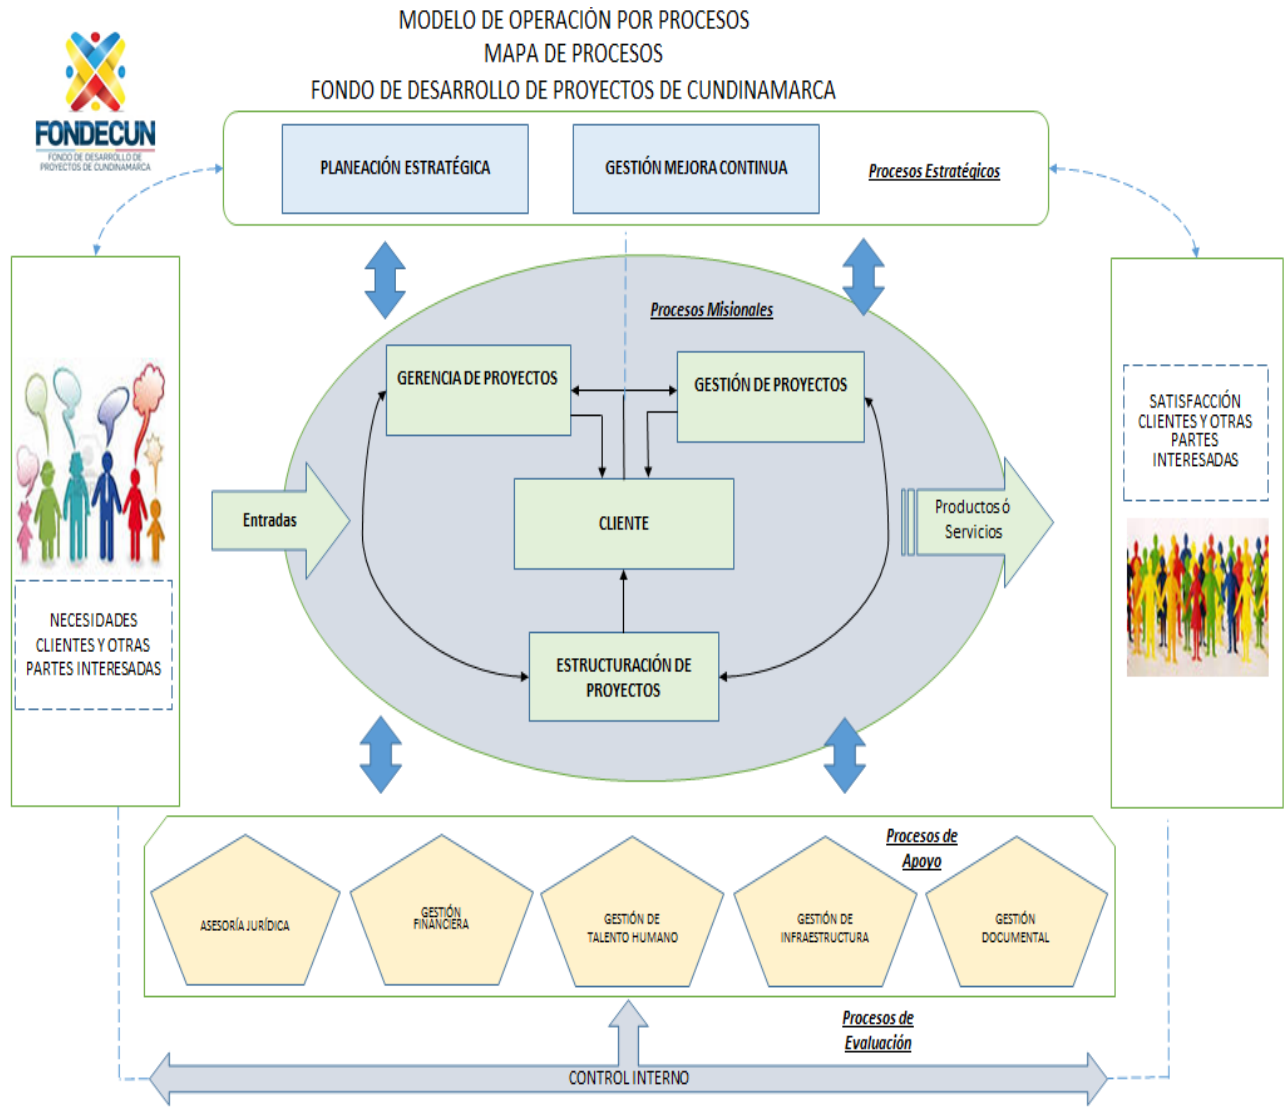 MODELO DE OPERACIÓN POR PROCESOS
MAPA DE PROCESOS
FONDO DE DESARROLLO DE PROYECTOS DE CUNDINAMARCA
FONDECUN
FONDO DE DESARROLLO DE
PROYECTOS DE CUNDINAMARCA
PLANEACIÓN ESTRATÉGICA
GESTIÓN MEJORA CONTINUA
Procesos Estratégicos
Procesos Misionales
GERENCIA DE PROYECTOS
GESTIÓN DE PROYECTOS
CLIENTE
ESTRUCTURACIÓN DE
PROYECTOS
Entradas
Productos ó
Servicios
NECESIDADES
CLIENTES Y OTRAS
PARTES INTERESADAS
SATISFACCIÓN
CLIENTES Y OTRAS
PARTES
INTERESADAS
Procesos de
Apoyo
ASESORÍA JURÍDICA
GESTIÓN
FINANCIERA
GESTIÓN DE
TALENTO HUMANO
GESTIÓN DE
INFRAESTRUCTURA
GESTIÓN
DOCUMENTAL
Procesos de
Evaluación
CONTROL INTERNO